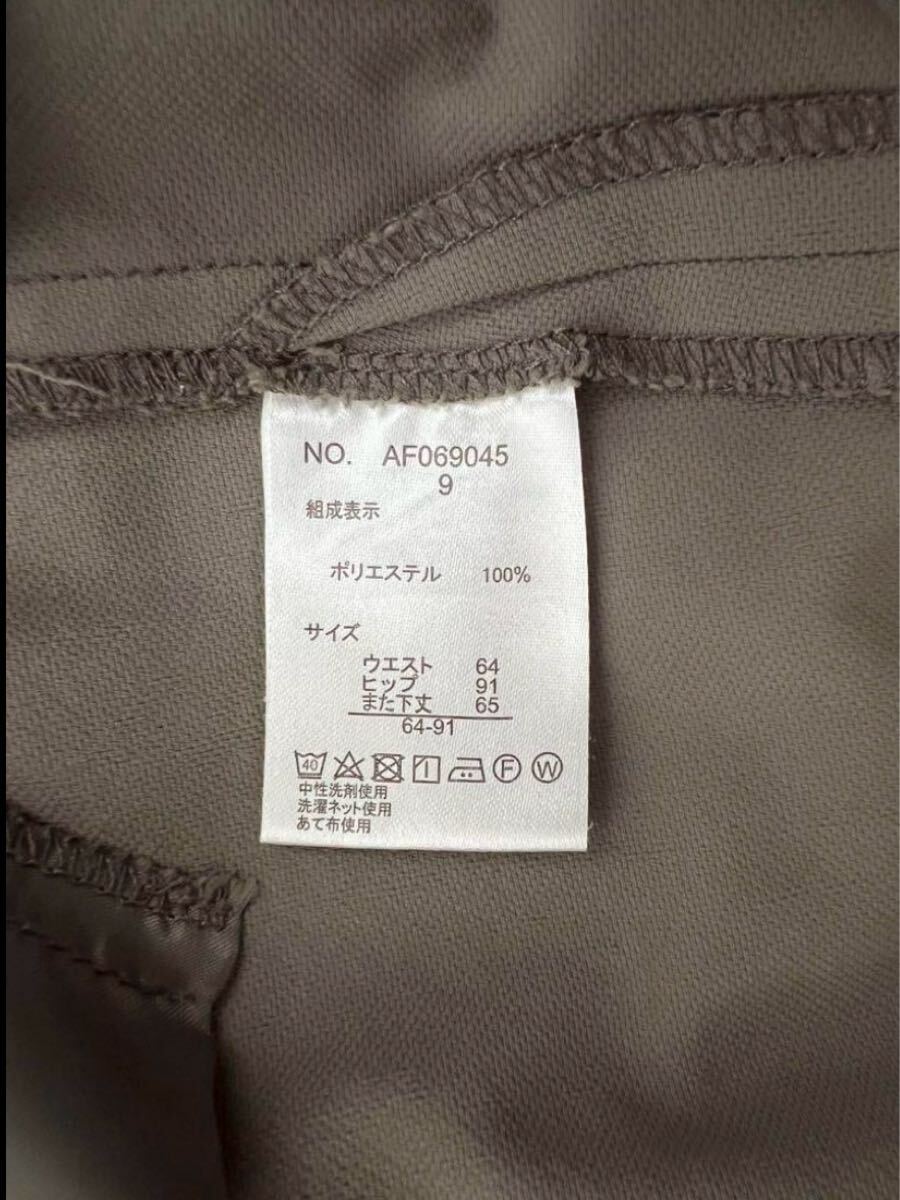 NO. AF069045
9
組成表示
ポリエステル 100%
サイズ
ウエスト 64
ヒップ 91
また下丈 65
64-91
40 F W
中性洗剤使用
洗濯ネット使用
あて布使用